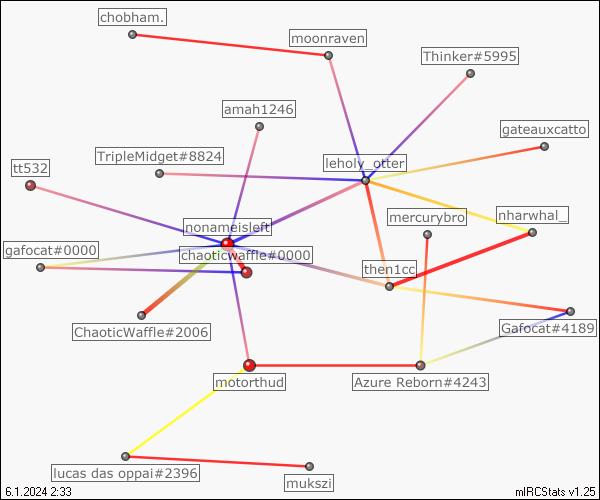 chobham.
moonraven
Thinker#5995
amah1246
gateauxcatto
TripleMidget#8824
leholy_otter
tt532
mercurybro
nharwhal_
nonameisleft
gafocat#0000
chaoticwaffle#0000
then1cc
ChaoticWaffle#2006
Gafocat#4189
motorthud
Azure Reborn#4243
lucas das oppai#2396
mukszi
6.1.2024 2:33
mIRCStats v1.25